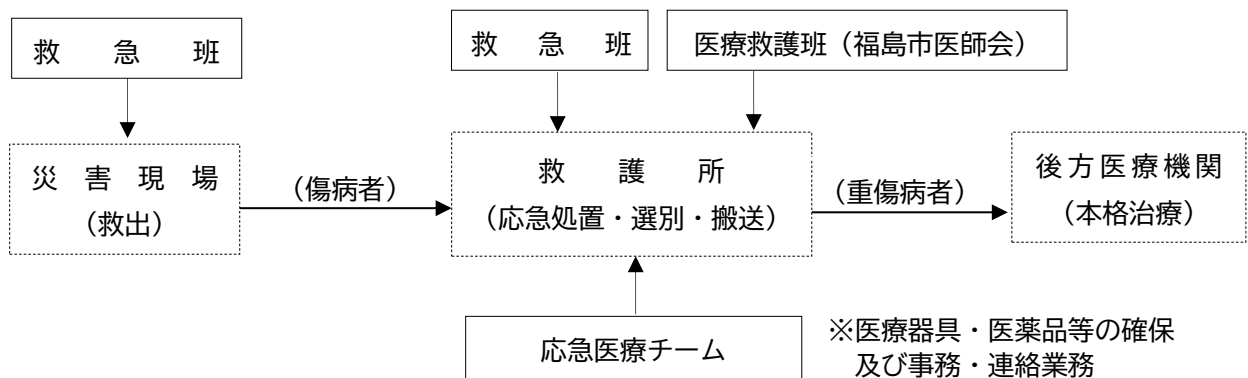 救急班
救急班
医療救護班（福島市医師会）
災害現場
（救出）
（傷病者）
救護所
（応急処置・選別・搬送）
（重傷病者）
後方医療機関
（本格治療）
応急医療チーム
※医療器具・医薬品等の確保
及び事務・連絡業務